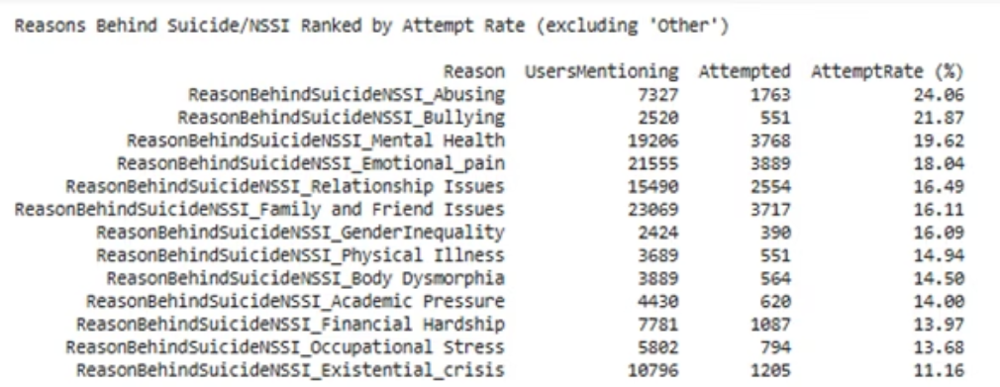 Reasons Behind Suicide/NSSI Ranked by Attempt Rate (excluding 'Other')
Reason UsersMentioning Attempted AttemptRate (%)
ReasonBehindSuicideNSSI_Abusing 7327 1763 24.06
ReasonBehindSuicideNSSI_Bullying 2520 551 21.87
ReasonBehindSuicideNSSI_Mental Health 19206 3768 19.62
ReasonBehindSuicideNSSI_Emotional_pain 21555 3889 18.04
ReasonBehindSuicideNSSI_Relationship Issues 15490 2554 16.49
ReasonBehindSuicideNSSI_Family and Friend Issues 23069 3717 16.11
ReasonBehindSuicideNSSI_GenderInequality 2424 390 16.09
ReasonBehindSuicideNSSI_Physical Illness 3689 551 14.94
ReasonBehindSuicideNSSI_Body Dysmorphia 3889 564 14.50
ReasonBehindSuicideNSSI_Academic Pressure 4430 620 14.00
ReasonBehindSuicideNSSI_Financial Hardship 7781 1087 13.97
ReasonBehindSuicideNSSI_Occupational Stress 5802 794 13.68
ReasonBehindSuicideNSSI_Existential_crisis 10796 1205 11.16